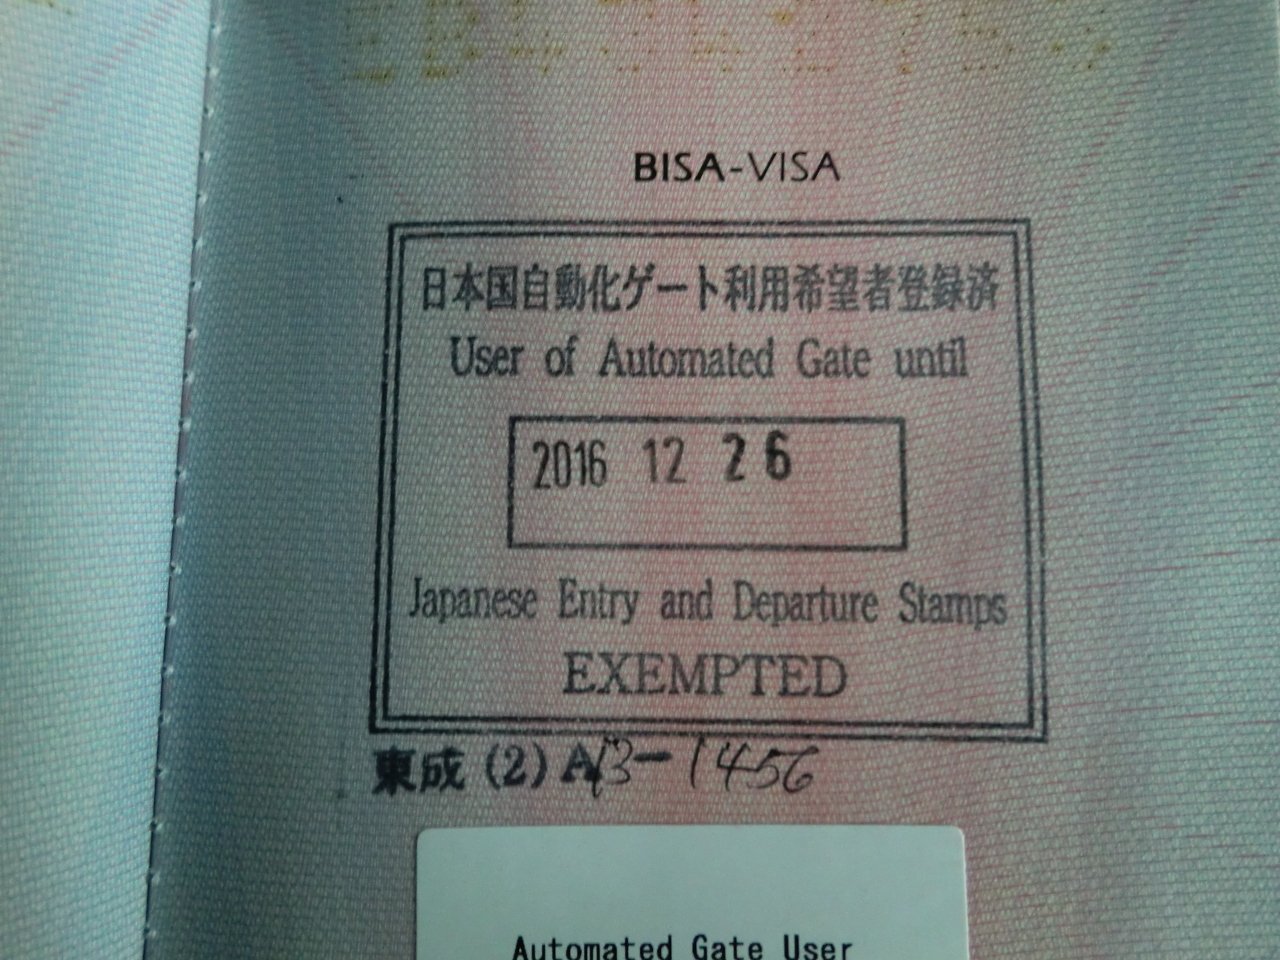 BISA-VISA
日本国自動化ゲート利用希望者登録済
User of Automated Gate until
2016 12 26
Japanese Entry and Departure Stamps
EXEMPTED
東成 (2) A13-1456
Automated Gate User